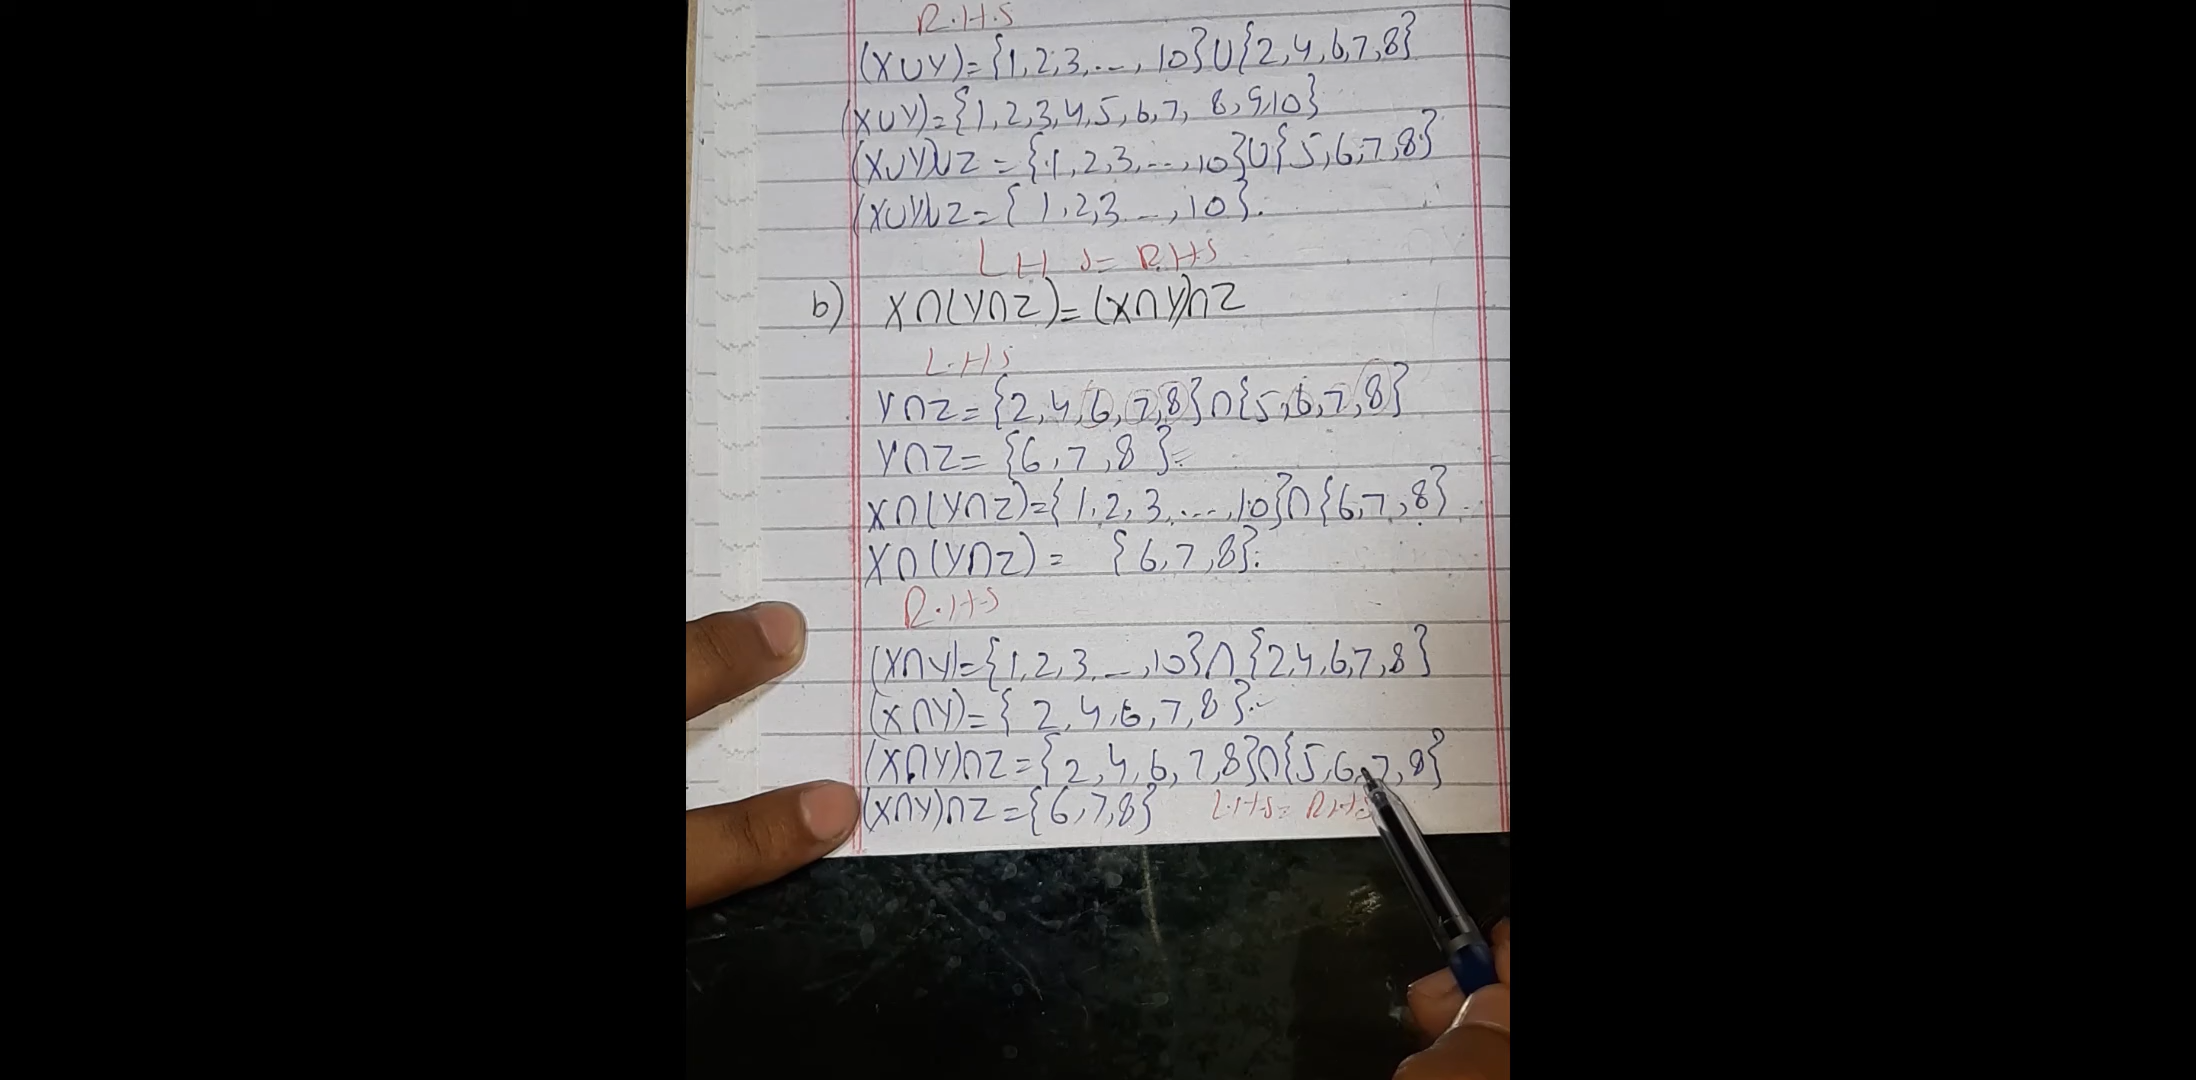 R.H.S
(X∪Y)={1,2,3,...,10}∪{2,4,6,7,8}
(X∪Y)={1,2,3,4,5,6,7,8,9,10}
(X∪Y)∪Z={1,2,3,...,10}∪{5,6,7,8}
(X∪Y)∪Z={1,2,3...,10}.
LHS=RHS
b) X∩(Y∩Z)=(X∩Y)∩Z
L.H.S
Y∩Z={2,4,6,7,8}∩{5,6,7,8}
Y∩Z={6,7,8}
X∩(Y∩Z)={1,2,3,...,10}∩{6,7,8}.
X∩(Y∩Z)= {6,7,8}.
R.H.S
(X∩Y)={1,2,3,...,10}∩{2,4,6,7,8}
(X∩Y)={2,4,6,7,8}.
(X∩Y)∩Z={2,4,6,7,8}∩{5,6,7,8}
(X∩Y)∩Z={6,7,8} L.H.S=R.H.S